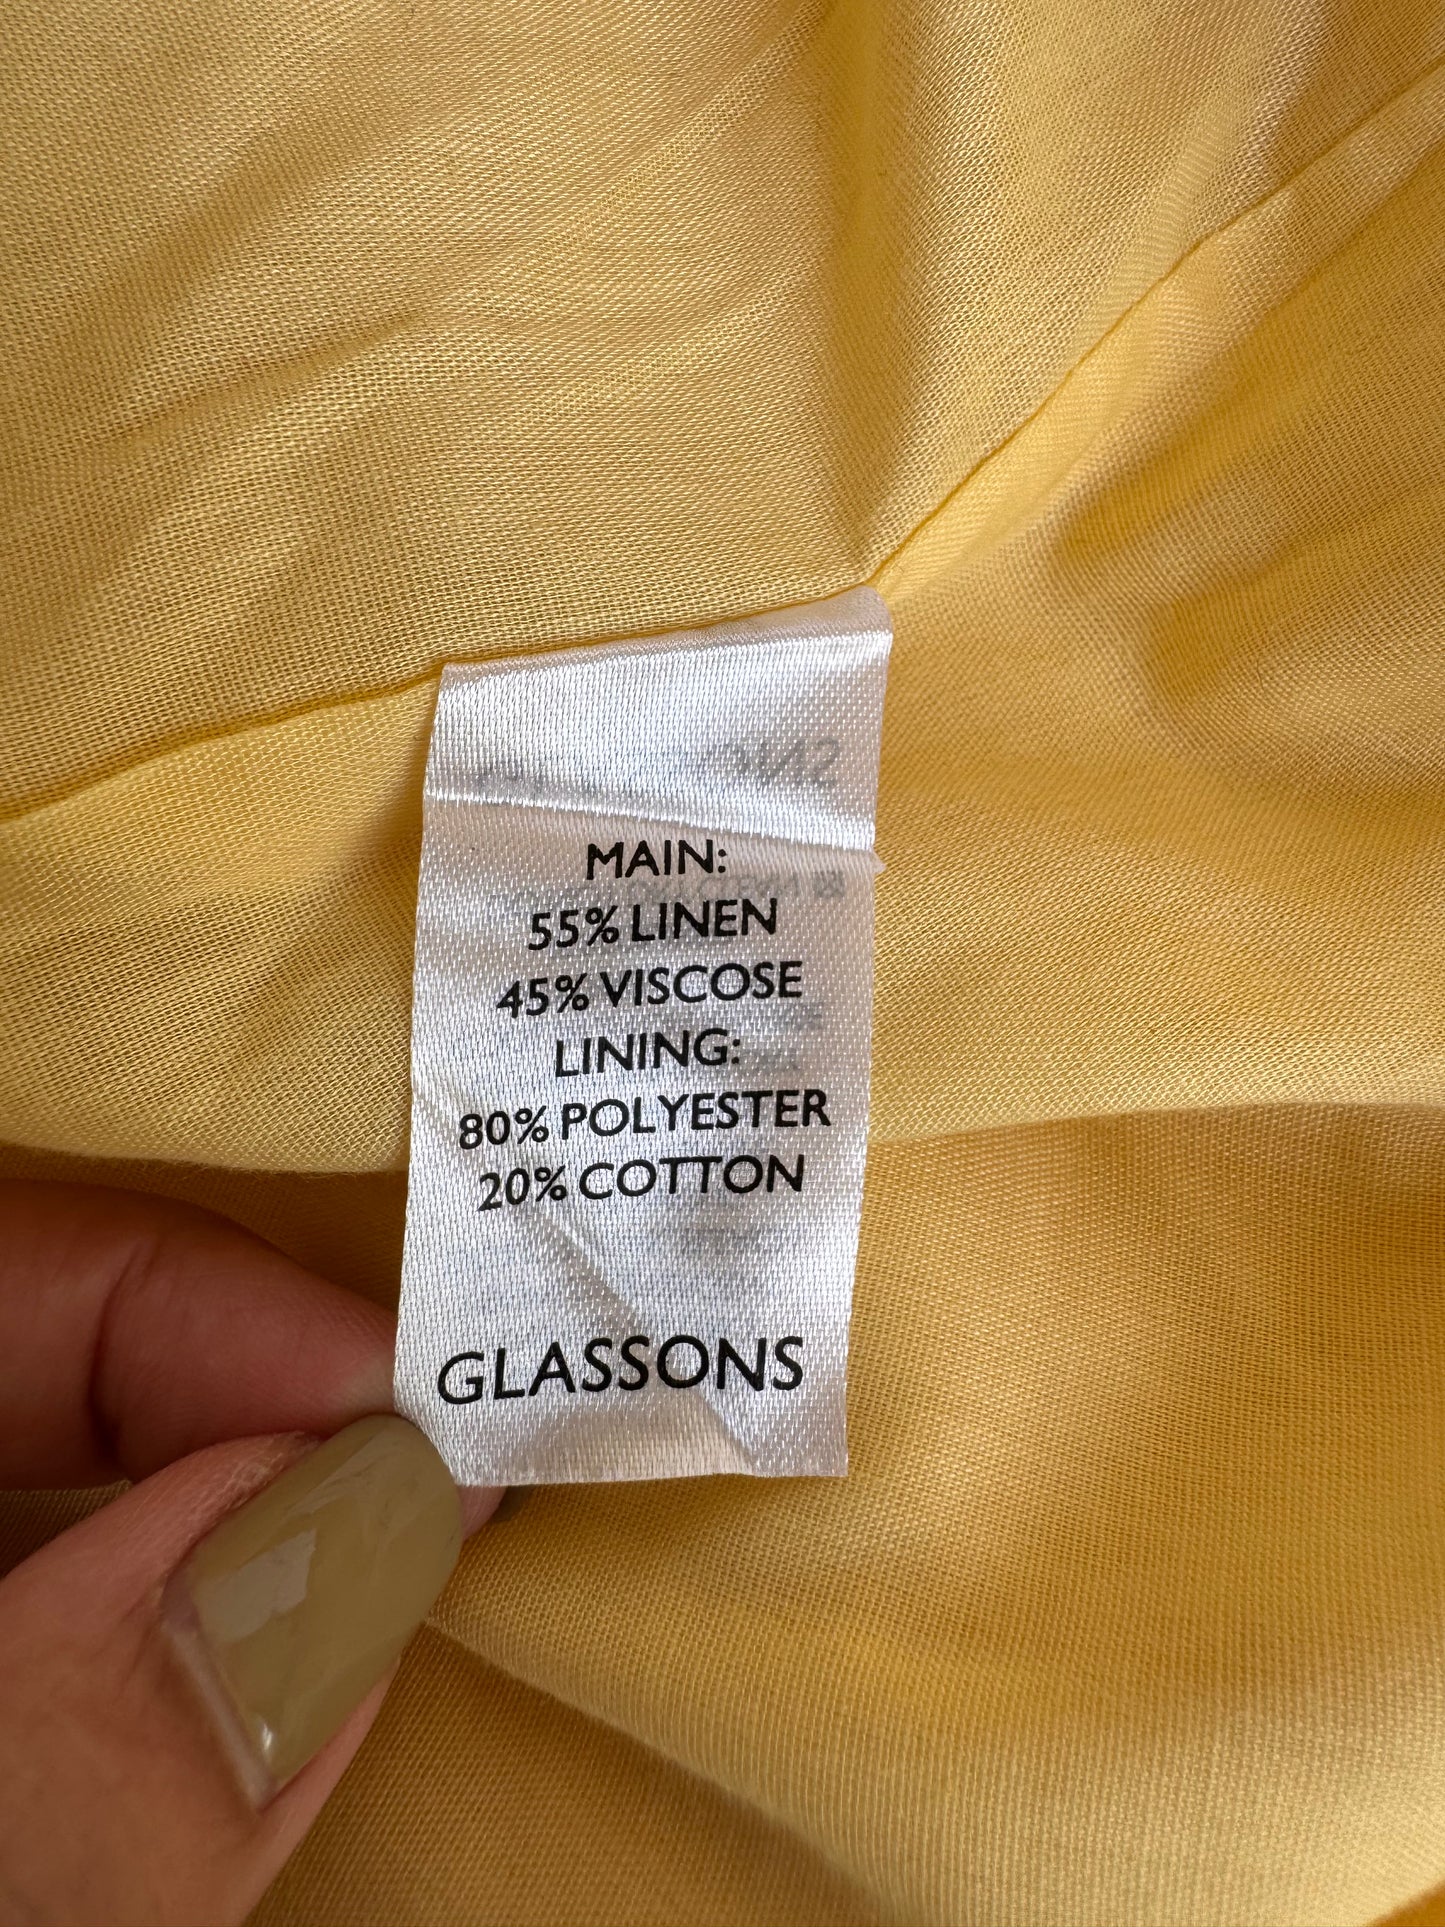 MAIN:
55% LINEN
45% VISCOSE
LINING:
80% POLYESTER
20% COTTON
GLASSONS